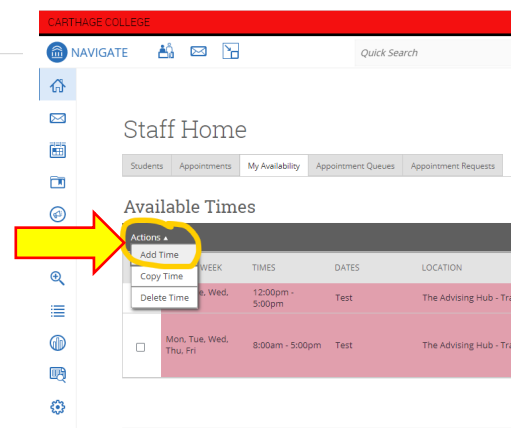 CARTHAGE COLLEGE
NAVIGATE
Quick Search
Staff Home
Students Appointments My Availability Appointment Queues Appointment Requests
Available Times
Actions
Add Time
WEEK TIMES DATES LOCATION
Copy Time
Delete Time
Wed, 12:00pm - 5:00pm Test The Advising Hub -
Mon, Tue, Wed, Thu, Fri 8:00am - 5:00pm Test The Advising Hub -